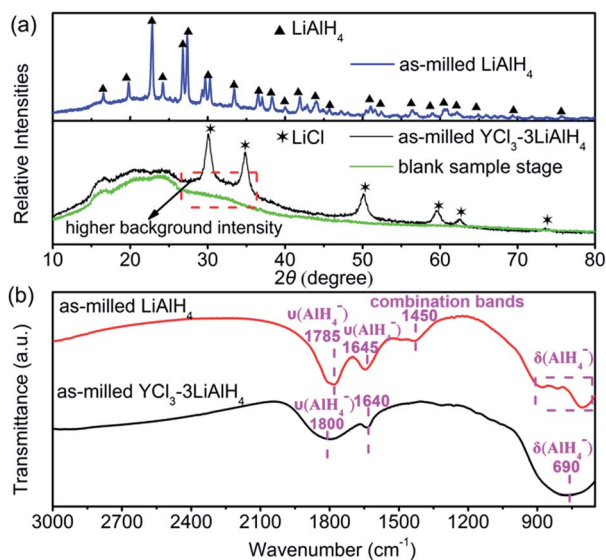 (a)
Relative Intensities
▲ LiAlH₄
as-milled LiAlH₄
✶ LiCl
as-milled YCl₃-3LiAlH₄
blank sample stage
higher background intensity
10 20 30 40 50 60 70 80
2θ (degree)
(b)
Transmittance (a.u.)
as-milled LiAlH₄
combination bands
υ(AlH₄⁻) 1785
υ(AlH₄⁻) 1645
1450
δ(AlH₄⁻)
as-milled YCl₃-3LiAlH₄
υ(AlH₄⁻) 1800
1640
δ(AlH₄⁻)
690
3000 2700 2400 2100 1800 1500 1200 900
Wavenumber (cm⁻¹)